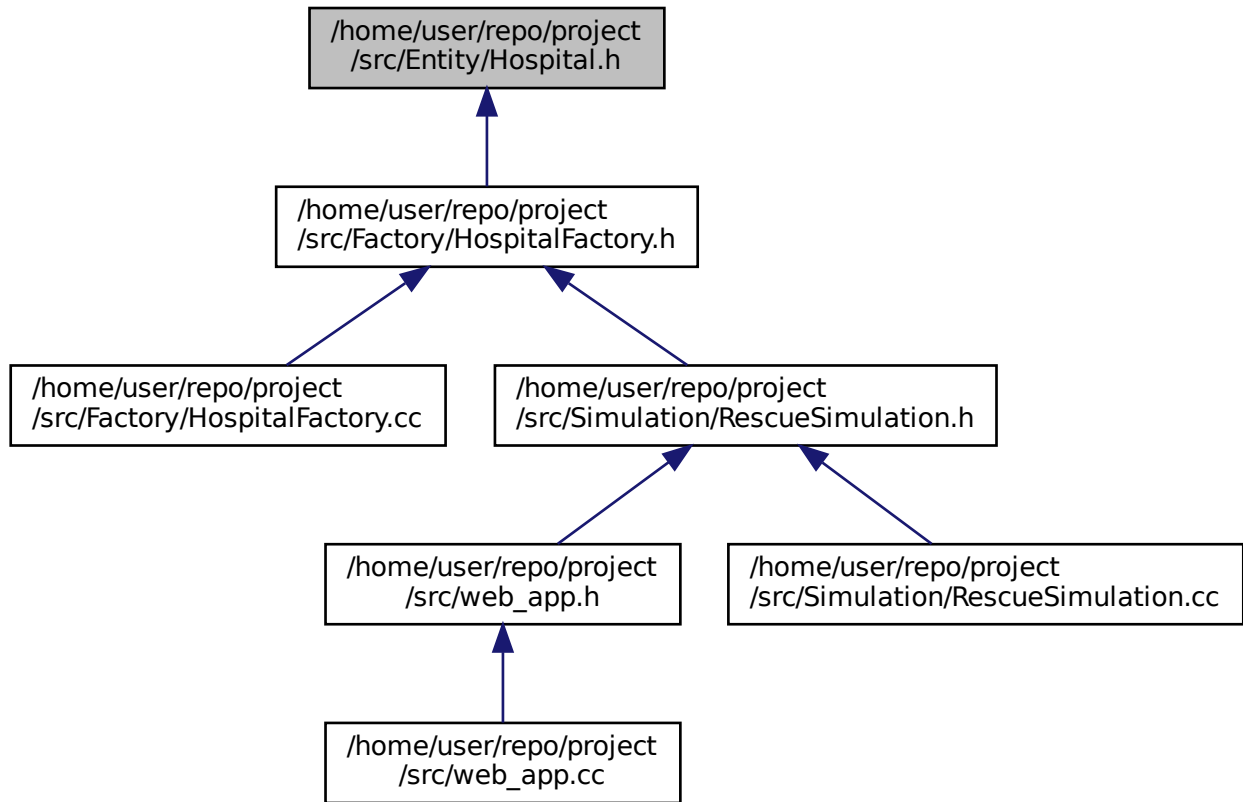 /home/user/repo/project
/src/Entity/Hospital.h
/home/user/repo/project
/src/Factory/HospitalFactory.h
/home/user/repo/project
/src/Factory/HospitalFactory.cc
/home/user/repo/project
/src/Simulation/RescueSimulation.h
/home/user/repo/project
/src/web_app.h
/home/user/repo/project
/src/Simulation/RescueSimulation.cc
/home/user/repo/project
/src/web_app.cc